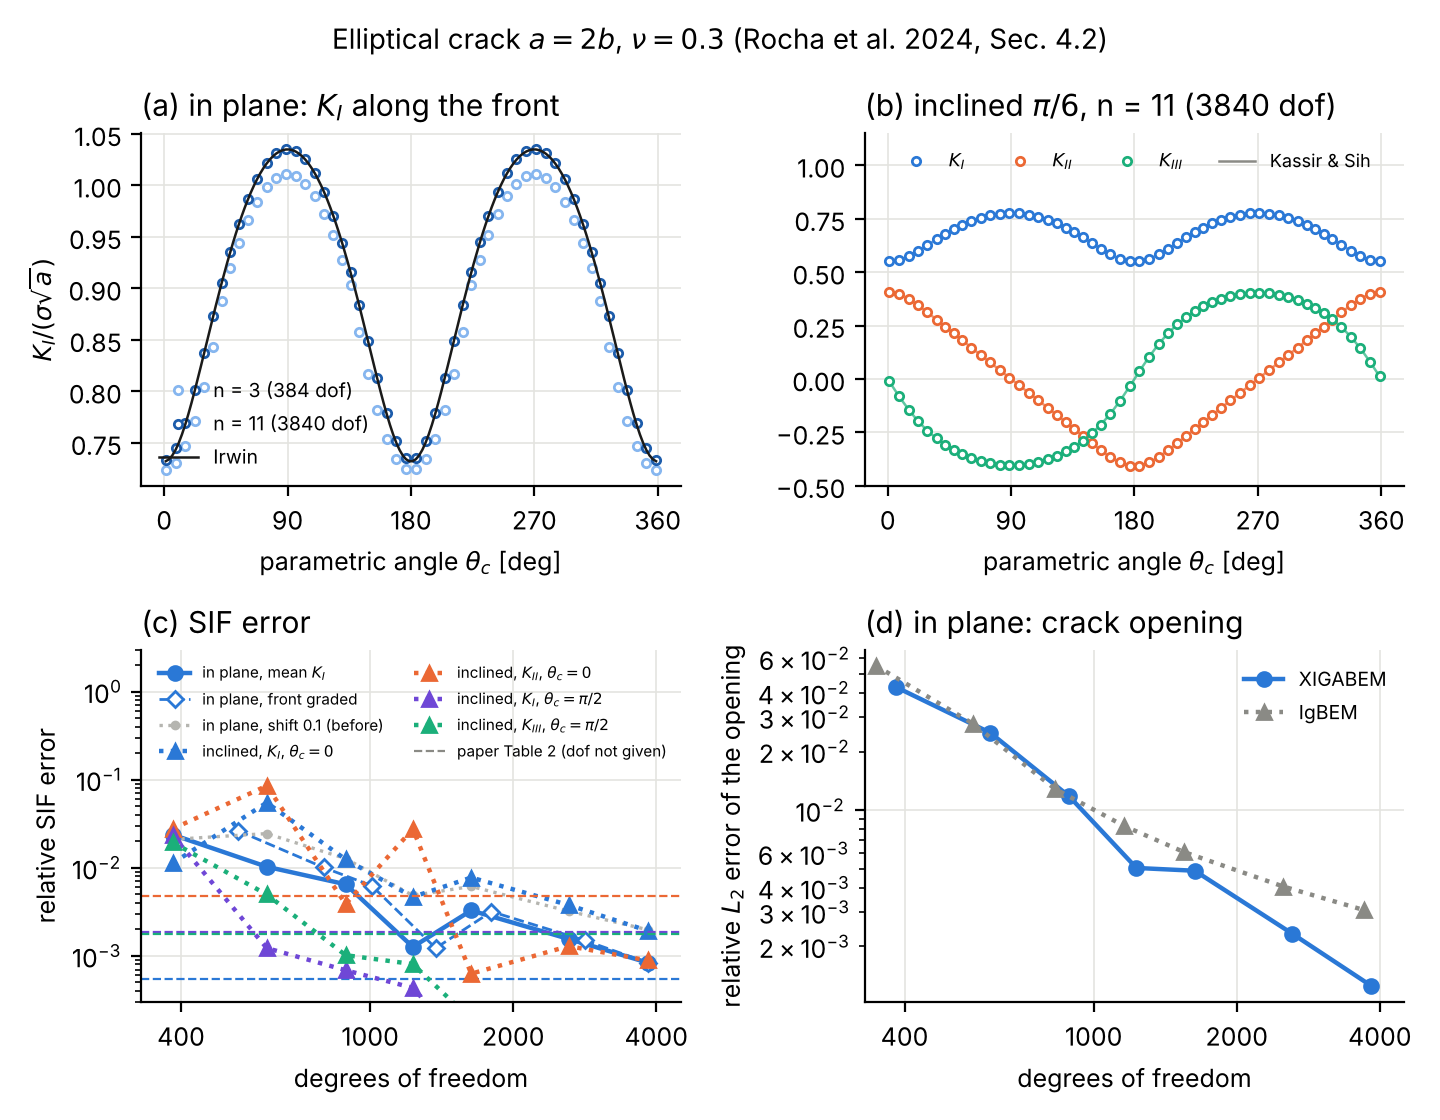 Elliptical crack a = 2b, ν = 0.3 (Rocha et al. 2024, Sec. 4.2)
(a) in plane: K_I along the front
K_I/(σ√a)
1.05
1.00
0.95
0.90
0.85
0.80
0.75
n = 3 (384 dof)
n = 11 (3840 dof)
Irwin
0 90 180 270 360
parametric angle θ_c [deg]
(b) inclined π/6, n = 11 (3840 dof)
K_I K_II K_III Kassir & Sih
1.00
0.75
0.50
0.25
0.00
−0.25
−0.50
0 90 180 270 360
parametric angle θ_c [deg]
(c) SIF error
relative SIF error
10⁰
10⁻¹
10⁻²
10⁻³
in plane, mean K_I
in plane, front graded
in plane, shift 0.1 (before)
inclined, K_I, θ_c = 0
inclined, K_II, θ_c = 0
inclined, K_I, θ_c = π/2
inclined, K_III, θ_c = π/2
paper Table 2 (dof not given)
400 1000 2000 4000
degrees of freedom
(d) in plane: crack opening
relative L₂ error of the opening
6 × 10⁻²
4 × 10⁻²
3 × 10⁻²
2 × 10⁻²
10⁻²
6 × 10⁻³
4 × 10⁻³
3 × 10⁻³
2 × 10⁻³
XIGABEM
IgBEM
400 1000 2000 4000
degrees of freedom